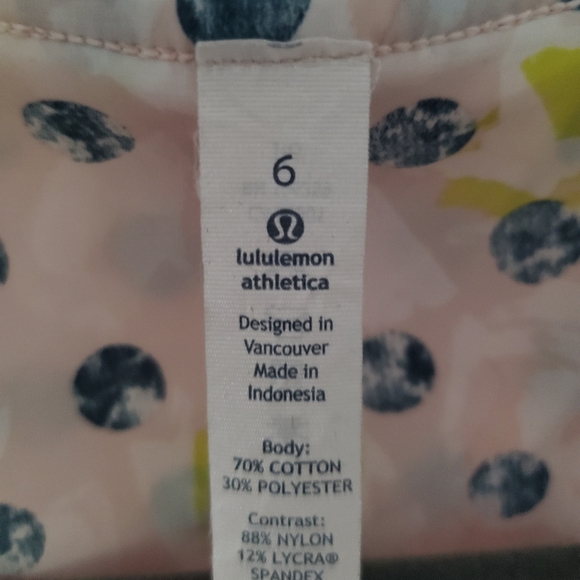 6
lululemon
athletica
Designed in
Vancouver
Made in
Indonesia
Body:
70% COTTON
30% POLYESTER
Contrast:
88% NYLON
12% LYCRA®
SPANDEX